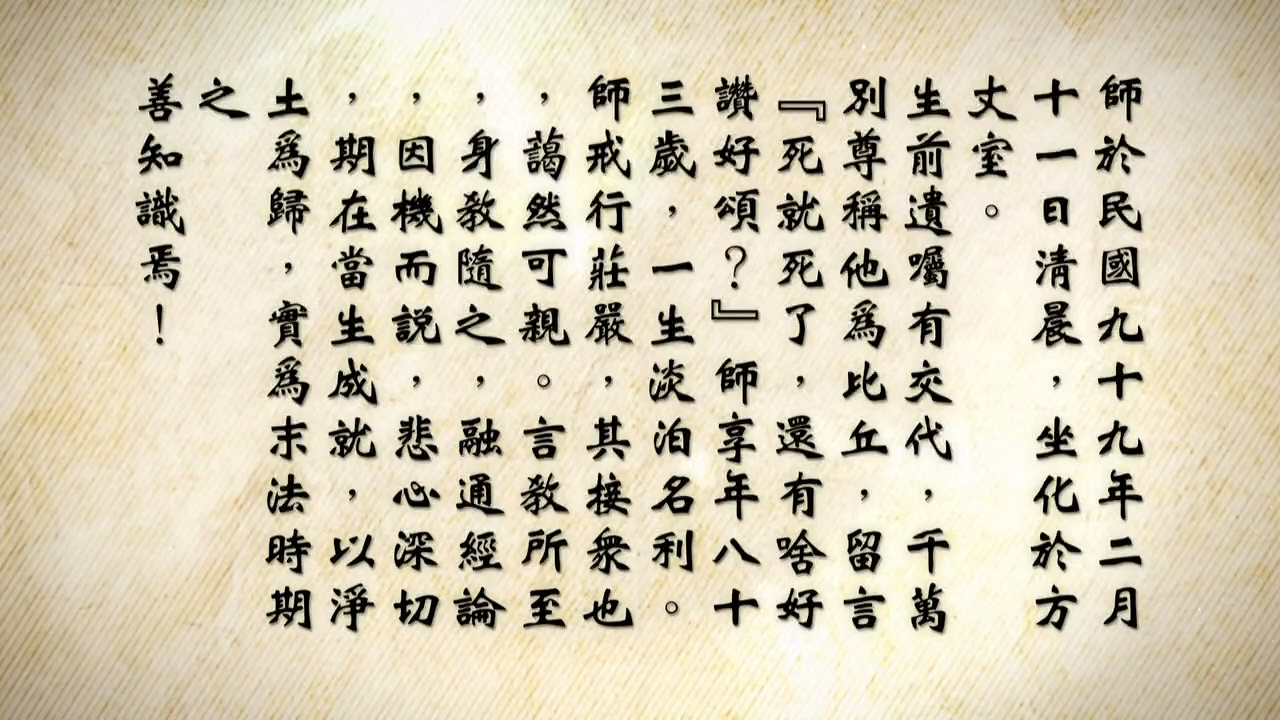 師於民國九十九年二月
十一日清晨，坐化於方
丈室。
生前遺囑有交代，千萬
別尊稱他爲比丘，留言
『死就死了，還有啥好
讚好頌？』師享年八十
三歲，一生淡泊名利。
師戒行莊嚴，其接衆也
，藹然可親。言教所至
，身教隨之，融通經論
，因機而説，悲心深切
，期在當生成就，以淨
土爲歸，實爲末法時期
之
善知識焉！